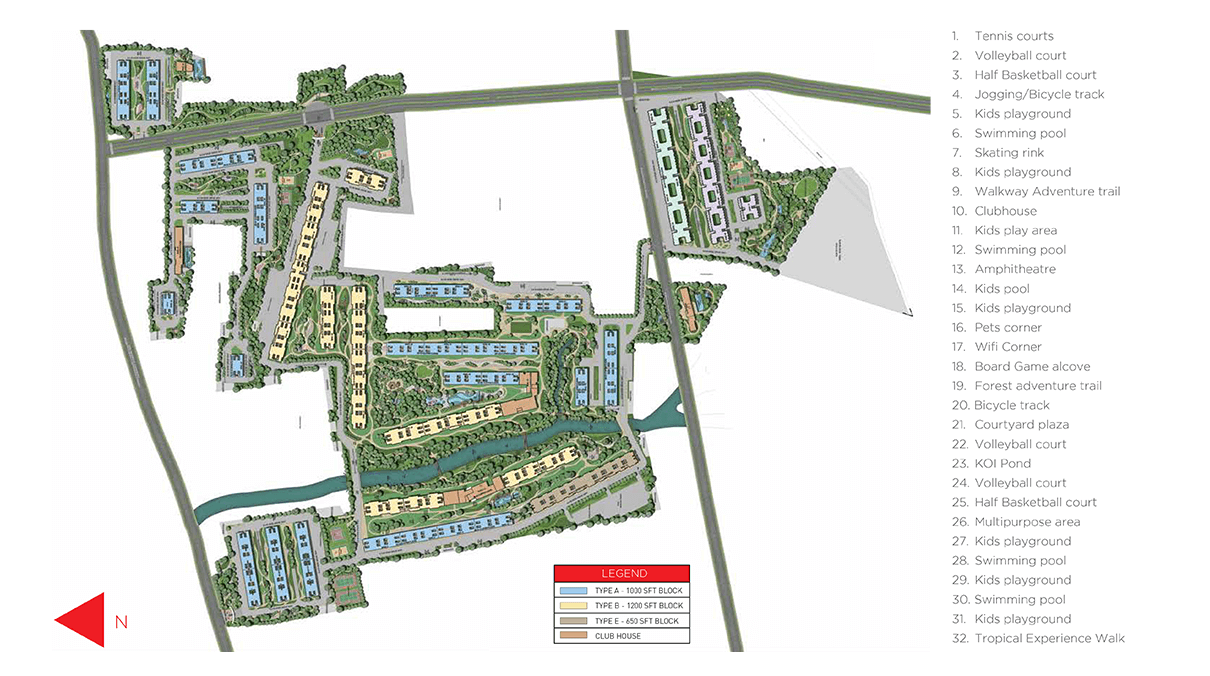 1. Tennis courts
2. Volleyball court
3. Half Basketball court
4. Jogging/Bicycle track
5. Kids playground
6. Swimming pool
7. Skating rink
8. Kids playground
9. Walkway Adventure trail
10. Clubhouse
11. Kids play area
12. Swimming pool
13. Amphitheatre
14. Kids pool
15. Kids playground
16. Pets corner
17. Wifi Corner
18. Board Game alcove
19. Forest adventure trail
20. Bicycle track
21. Courtyard plaza
22. Volleyball court
23. KOI Pond
24. Volleyball court
25. Half Basketball court
26. Multipurpose area
27. Kids playground
28. Swimming pool
29. Kids playground
30. Swimming pool
31. Kids playground
32. Tropical Experience Walk
LEGEND
TYPE A - 1000 SFT BLOCK
TYPE B - 1200 SFT BLOCK
TYPE E - 650 SFT BLOCK
CLUB HOUSE
N